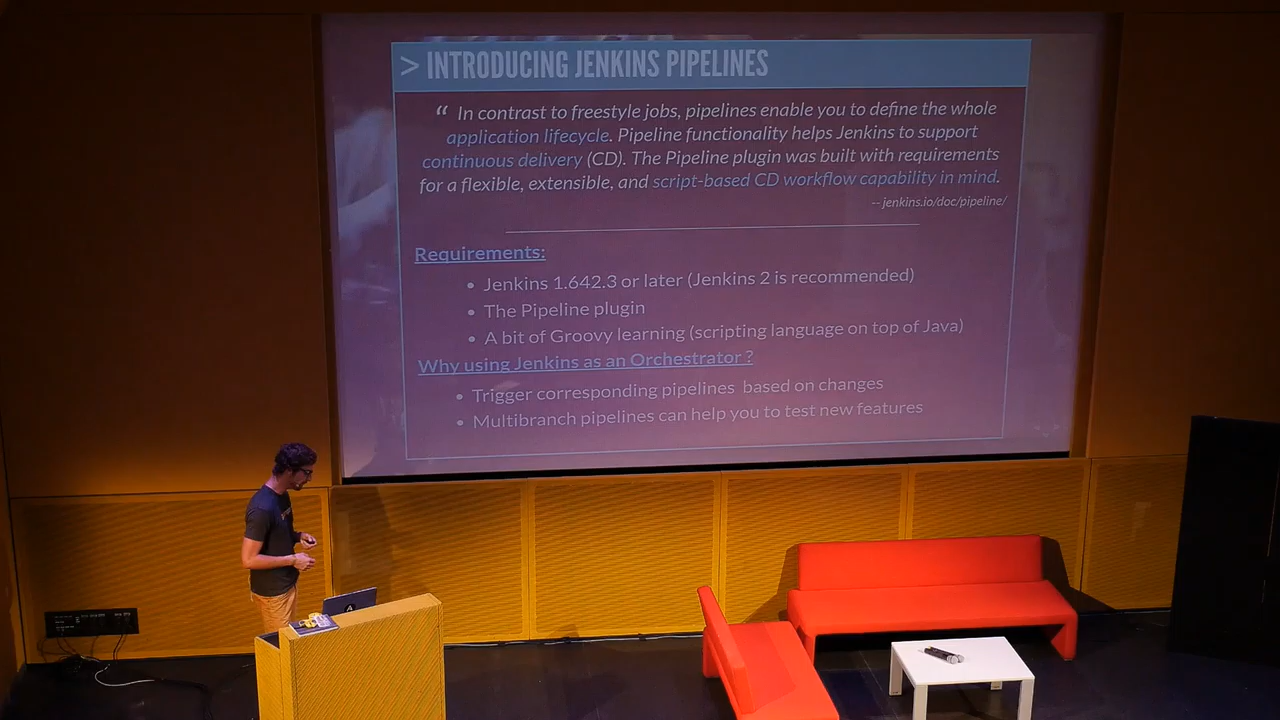 > INTRODUCING JENKINS PIPELINES
“ In contrast to freestyle jobs, pipelines enable you to define the whole
application lifecycle. Pipeline functionality helps Jenkins to support
continuous delivery (CD). The Pipeline plugin was built with requirements
for a flexible, extensible, and script-based CD workflow capability in mind.
-- jenkins.io/doc/pipeline/
Requirements:
• Jenkins 1.642.3 or later (Jenkins 2 is recommended)
• The Pipeline plugin
• A bit of Groovy learning (scripting language on top of Java)
Why using Jenkins as an Orchestrator ?
• Trigger corresponding pipelines based on changes
• Multibranch pipelines can help you to test new features